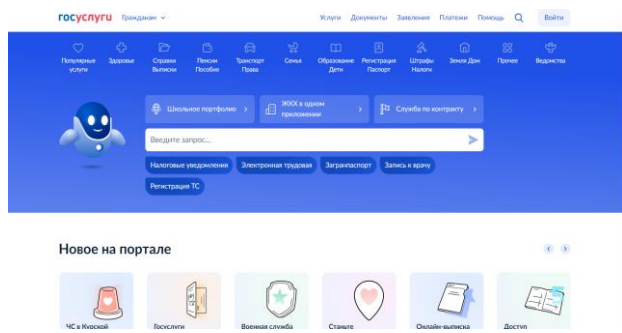 госуслуги Гражданам Услуги Документы Заявления Платежи Помощь Войти
Популярные услуги
Здоровье
Справки Выписки
Пенсии Пособия
Транспорт Права
Семья
Образование Дети
Регистрация Паспорт
Штрафы Налоги
Земля Дом
Прочее
Ведомства
Школьное портфолио
ЖКХ в одном приложении
Служба по контракту
Введите запрос...
Налоговые уведомления Электронная трудовая Загранпаспорт Запись к врачу
Регистрация ТС
Новое на портале
ЧС в Курской Госуслуги Военная служба Станьте Онлайн-выписка Доступ